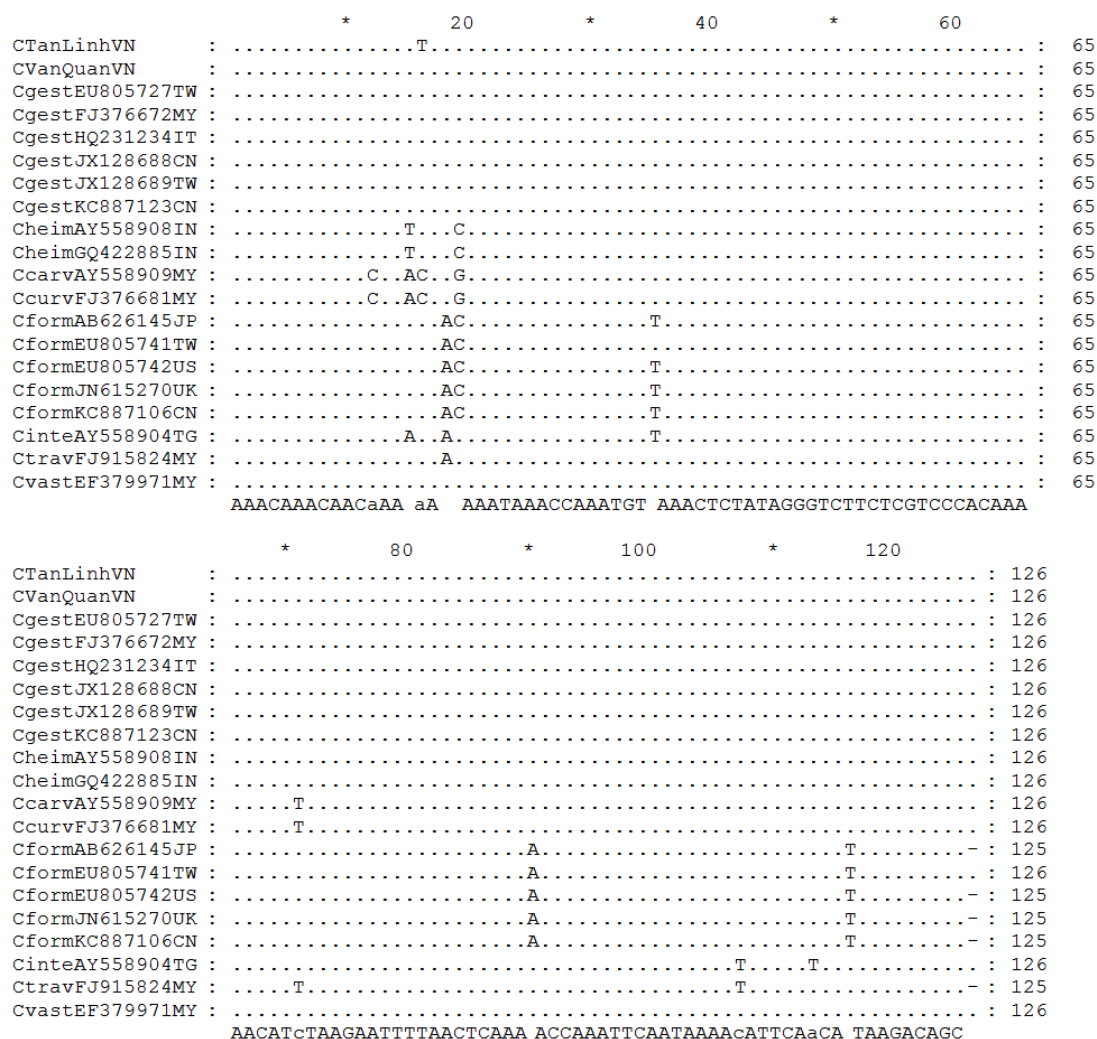 * 20 * 40 * 60
CTanLinhVN : ...............T................................................. : 65
CVanQuanVN : ................................................................. : 65
CgestEU805727TW : ................................................................. : 65
CgestFJ376672MY : ................................................................. : 65
CgestHQ231234IT : ................................................................. : 65
CgestJX128688CN : ................................................................. : 65
CgestJX128689TW : ................................................................. : 65
CgestKC887123CN : ................................................................. : 65
CheimAY558908IN : ..............T...C.............................................. : 65
CheimGQ422885IN : ..............T...C.............................................. : 65
CcarvAY558909MY : ...........C..AC..G.............................................. : 65
CcurvFJ376681MY : ...........C..AC..G.............................................. : 65
CformAB626145JP : .................AC...............T.............................. : 65
CformEU805741TW : .................AC.............................................. : 65
CformEU805742US : .................AC...............T.............................. : 65
CformJN615270UK : .................AC...............T.............................. : 65
CformKC887106CN : .................AC...............T.............................. : 65
CinteAY558904TG : ..............A..A................T.............................. : 65
CtravFJ915824MY : .................A............................................... : 65
CvastEF379971MY : ................................................................. : 65
AAACAAACAACaAA aA  AAATAAACCAAATGT AAACTCTATAGGGTCTTCTCGTCCCACAAA
* 80 * 100 * 120
CTanLinhVN : ............................................................. : 126
CVanQuanVN : ............................................................. : 126
CgestEU805727TW : ............................................................. : 126
CgestFJ376672MY : ............................................................. : 126
CgestHQ231234IT : ............................................................. : 126
CgestJX128688CN : ............................................................. : 126
CgestJX128689TW : ............................................................. : 126
CgestKC887123CN : ............................................................. : 126
CheimAY558908IN : ............................................................. : 126
CheimGQ422885IN : ............................................................. : 126
CcarvAY558909MY : .....T....................................................... : 126
CcurvFJ376681MY : .....T....................................................... : 126
CformAB626145JP : ........................A.........................T.........- : 125
CformEU805741TW : ........................A.........................T.......... : 126
CformEU805742US : ........................A.........................T.........- : 125
CformJN615270UK : ........................A.........................T.........- : 125
CformKC887106CN : ........................A.........................T.........- : 125
CinteAY558904TG : .........................................T.....T............. : 126
CtravFJ915824MY : .....T...................................T..................- : 125
CvastEF379971MY : ............................................................. : 126
AACATcTAAGAATTTTAACTCAAA ACCAAATTCAATAAAAcATTCAaCA TAAGACAGC